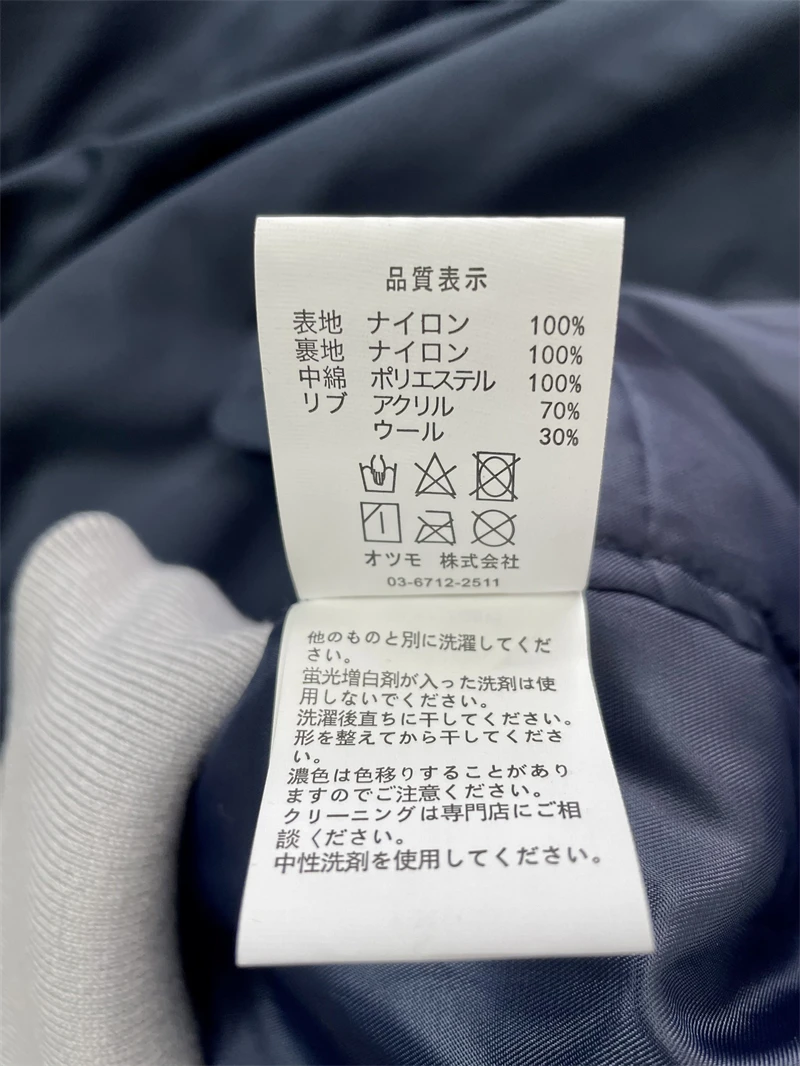 品質表示
表地 ナイロン 100%
裏地 ナイロン 100%
中綿 ポリエステル 100%
リブ アクリル 70%
ウール 30%
オツモ 株式会社
03-6712-2511
他のものと別に洗濯してくだ
さい。
蛍光増白剤が入った洗剤は使
用しないでください。
洗濯後直ちに干してください。
形を整えてから干してくださ
い。
濃色は色移りすることがあり
ますのでご注意ください。
クリーニングは専門店にご相
談ください。
中性洗剤を使用してください。